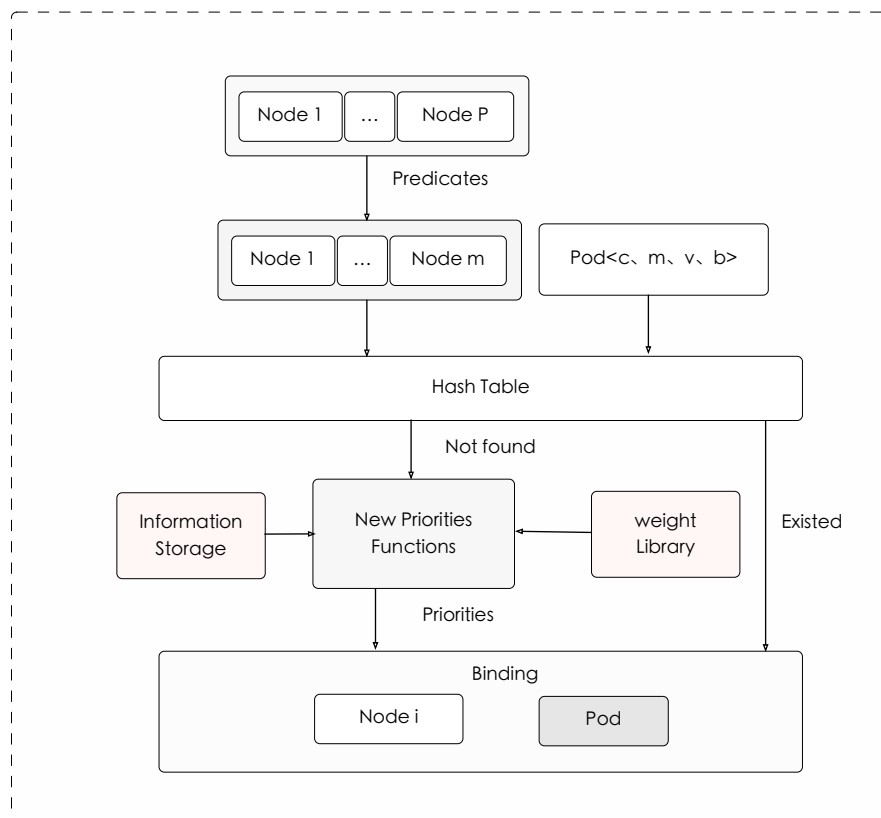 Node 1 ... Node P
Predicates
Node 1 ... Node m
Pod<c、m、v、b>
Hash Table
Not found
Information
Storage
New Priorities
Functions
weight
Library
Existed
Priorities
Binding
Node i
Pod